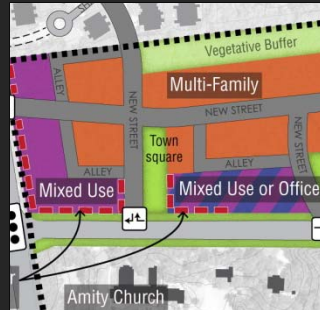 Vegetative Buffer
ALLEY
Multi-Family
NEW STREET
NEW STREET
Town
square
NEW STREET
ALLEY
ALLEY
Mixed Use
Mixed Use or Office
Amity Church